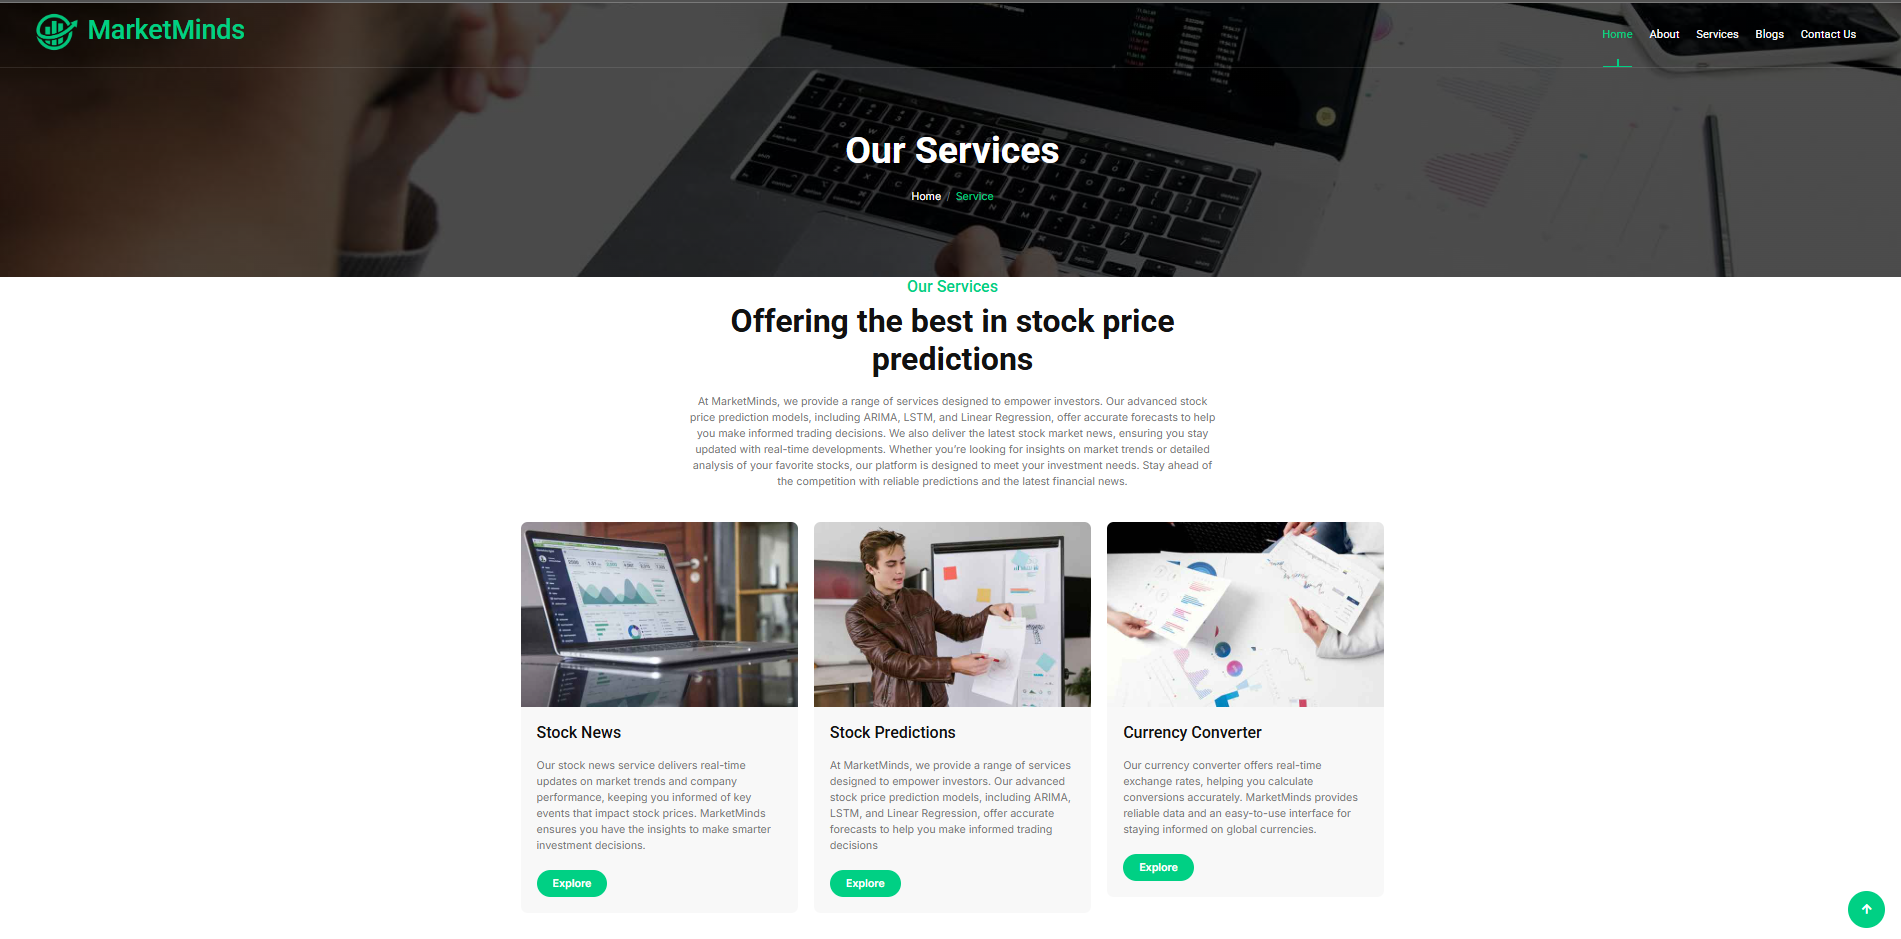 MarketMinds
Home About Services Blogs Contact Us
Our Services
Home / Service
Our Services
Offering the best in stock price
predictions
At MarketMinds, we provide a range of services designed to empower investors. Our advanced stock
price prediction models, including ARIMA, LSTM, and Linear Regression, offer accurate forecasts to help
you make informed trading decisions. We also deliver the latest stock market news, ensuring you stay
updated with real-time developments. Whether you're looking for insights on market trends or detailed
analysis of your favorite stocks, our platform is designed to meet your investment needs. Stay ahead of
the competition with reliable predictions and the latest financial news.
Stock News
Our stock news service delivers real-time
updates on market trends and company
performance, keeping you informed of key
events that impact stock prices. MarketMinds
ensures you have the insights to make smarter
investment decisions.
Explore
Stock Predictions
At MarketMinds, we provide a range of services
designed to empower investors. Our advanced
stock price prediction models, including ARIMA,
LSTM, and Linear Regression, offer accurate
forecasts to help you make informed trading
decisions
Explore
Currency Converter
Our currency converter offers real-time
exchange rates, helping you calculate
conversions accurately. MarketMinds provides
reliable data and an easy-to-use interface for
staying informed on global currencies.
Explore